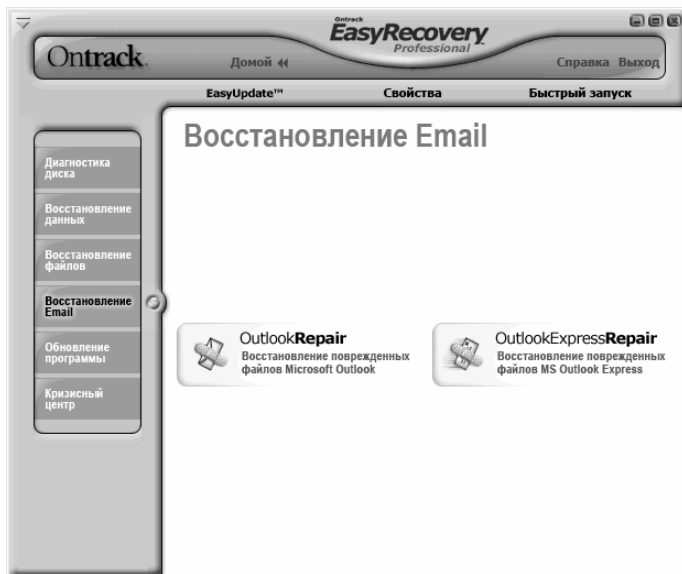 Ontrack
EasyRecovery
Professional
Ontrack.
Домой
Справка Выход
EasyUpdate™ Свойства Быстрый запуск
Восстановление Email
Диагностика
диска
Восстановление
данных
Восстановление
файлов
Восстановление
Email
Обновление
программы
Кризисный
центр
OutlookRepair
Восстановление поврежденных
файлов Microsoft Outlook
OutlookExpressRepair
Восстановление поврежденных
файлов MS Outlook Express